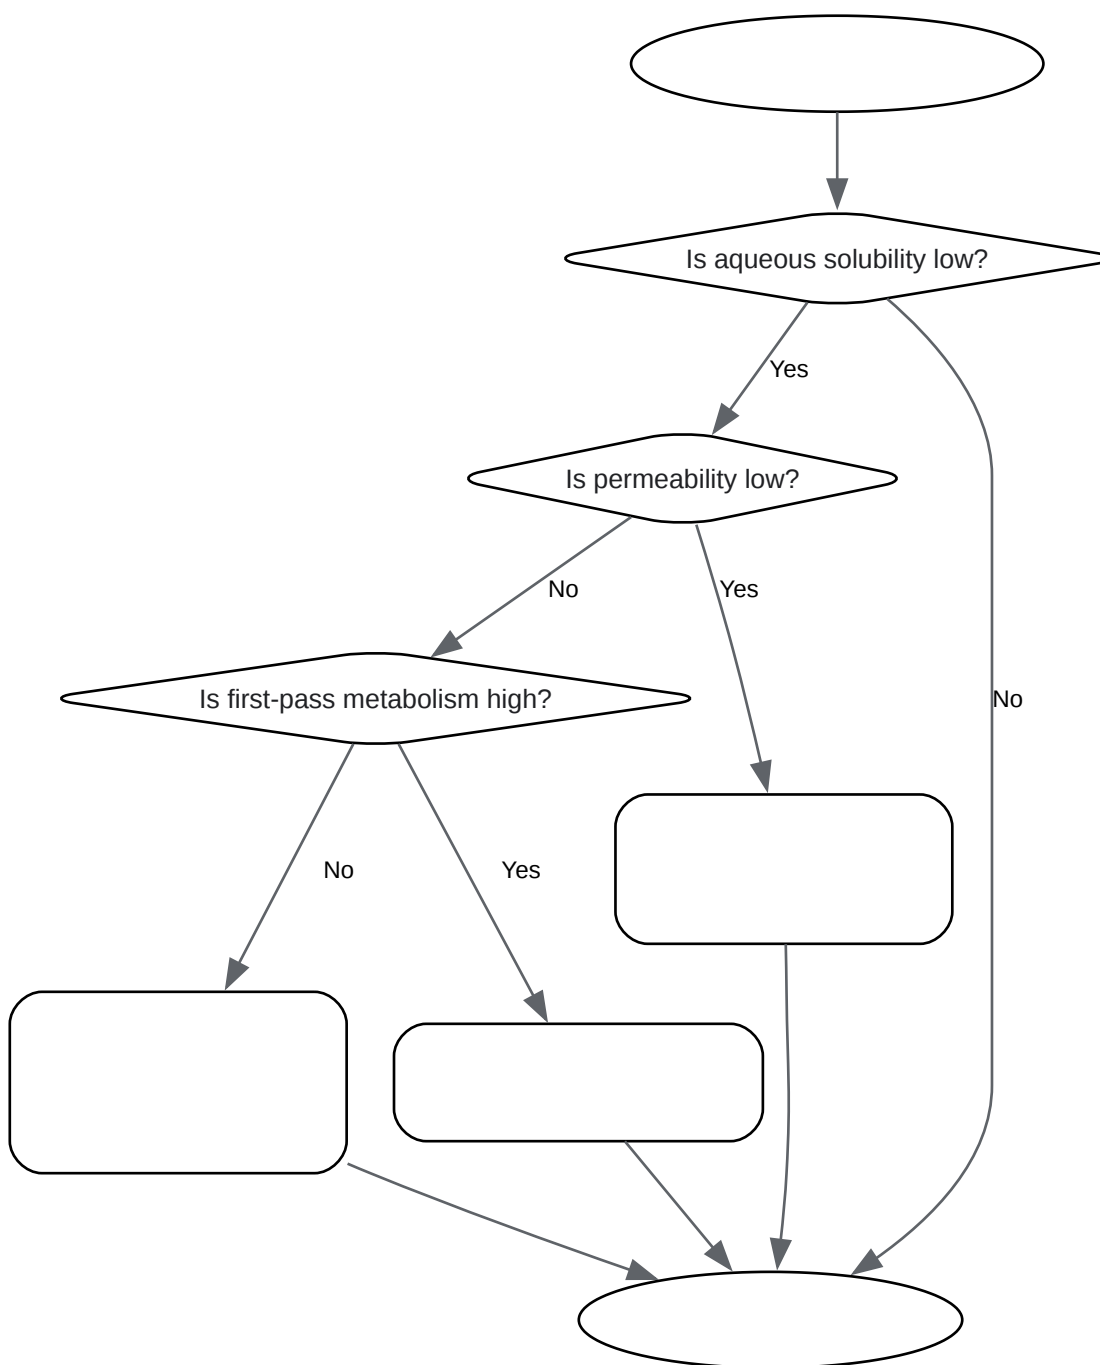 Is aqueous solubility low?
Yes
Is permeability low?
No
Yes
Is first-pass metabolism high?
No
No
Yes